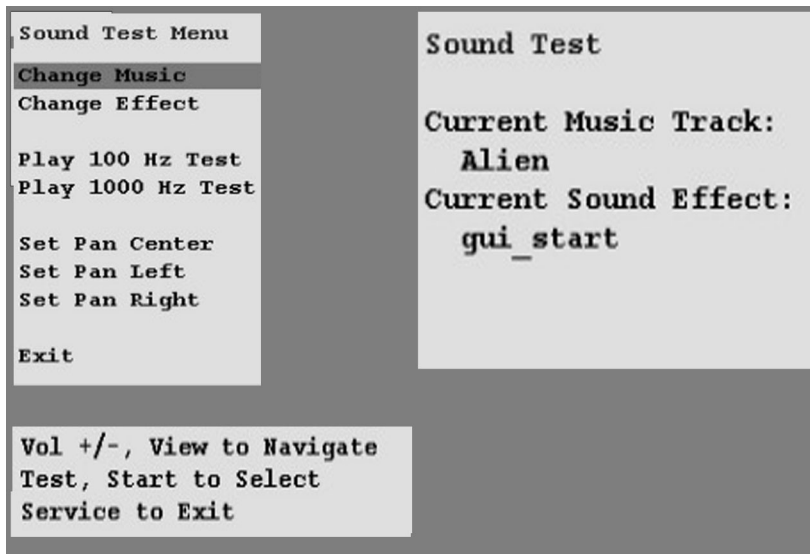 Sound Test Menu
Change Music
Change Effect
Play 100 Hz Test
Play 1000 Hz Test
Set Pan Center
Set Pan Left
Set Pan Right
Exit
Sound Test
Current Music Track:
Alien
Current Sound Effect:
gui_start
Vol +/-, View to Navigate
Test, Start to Select
Service to Exit